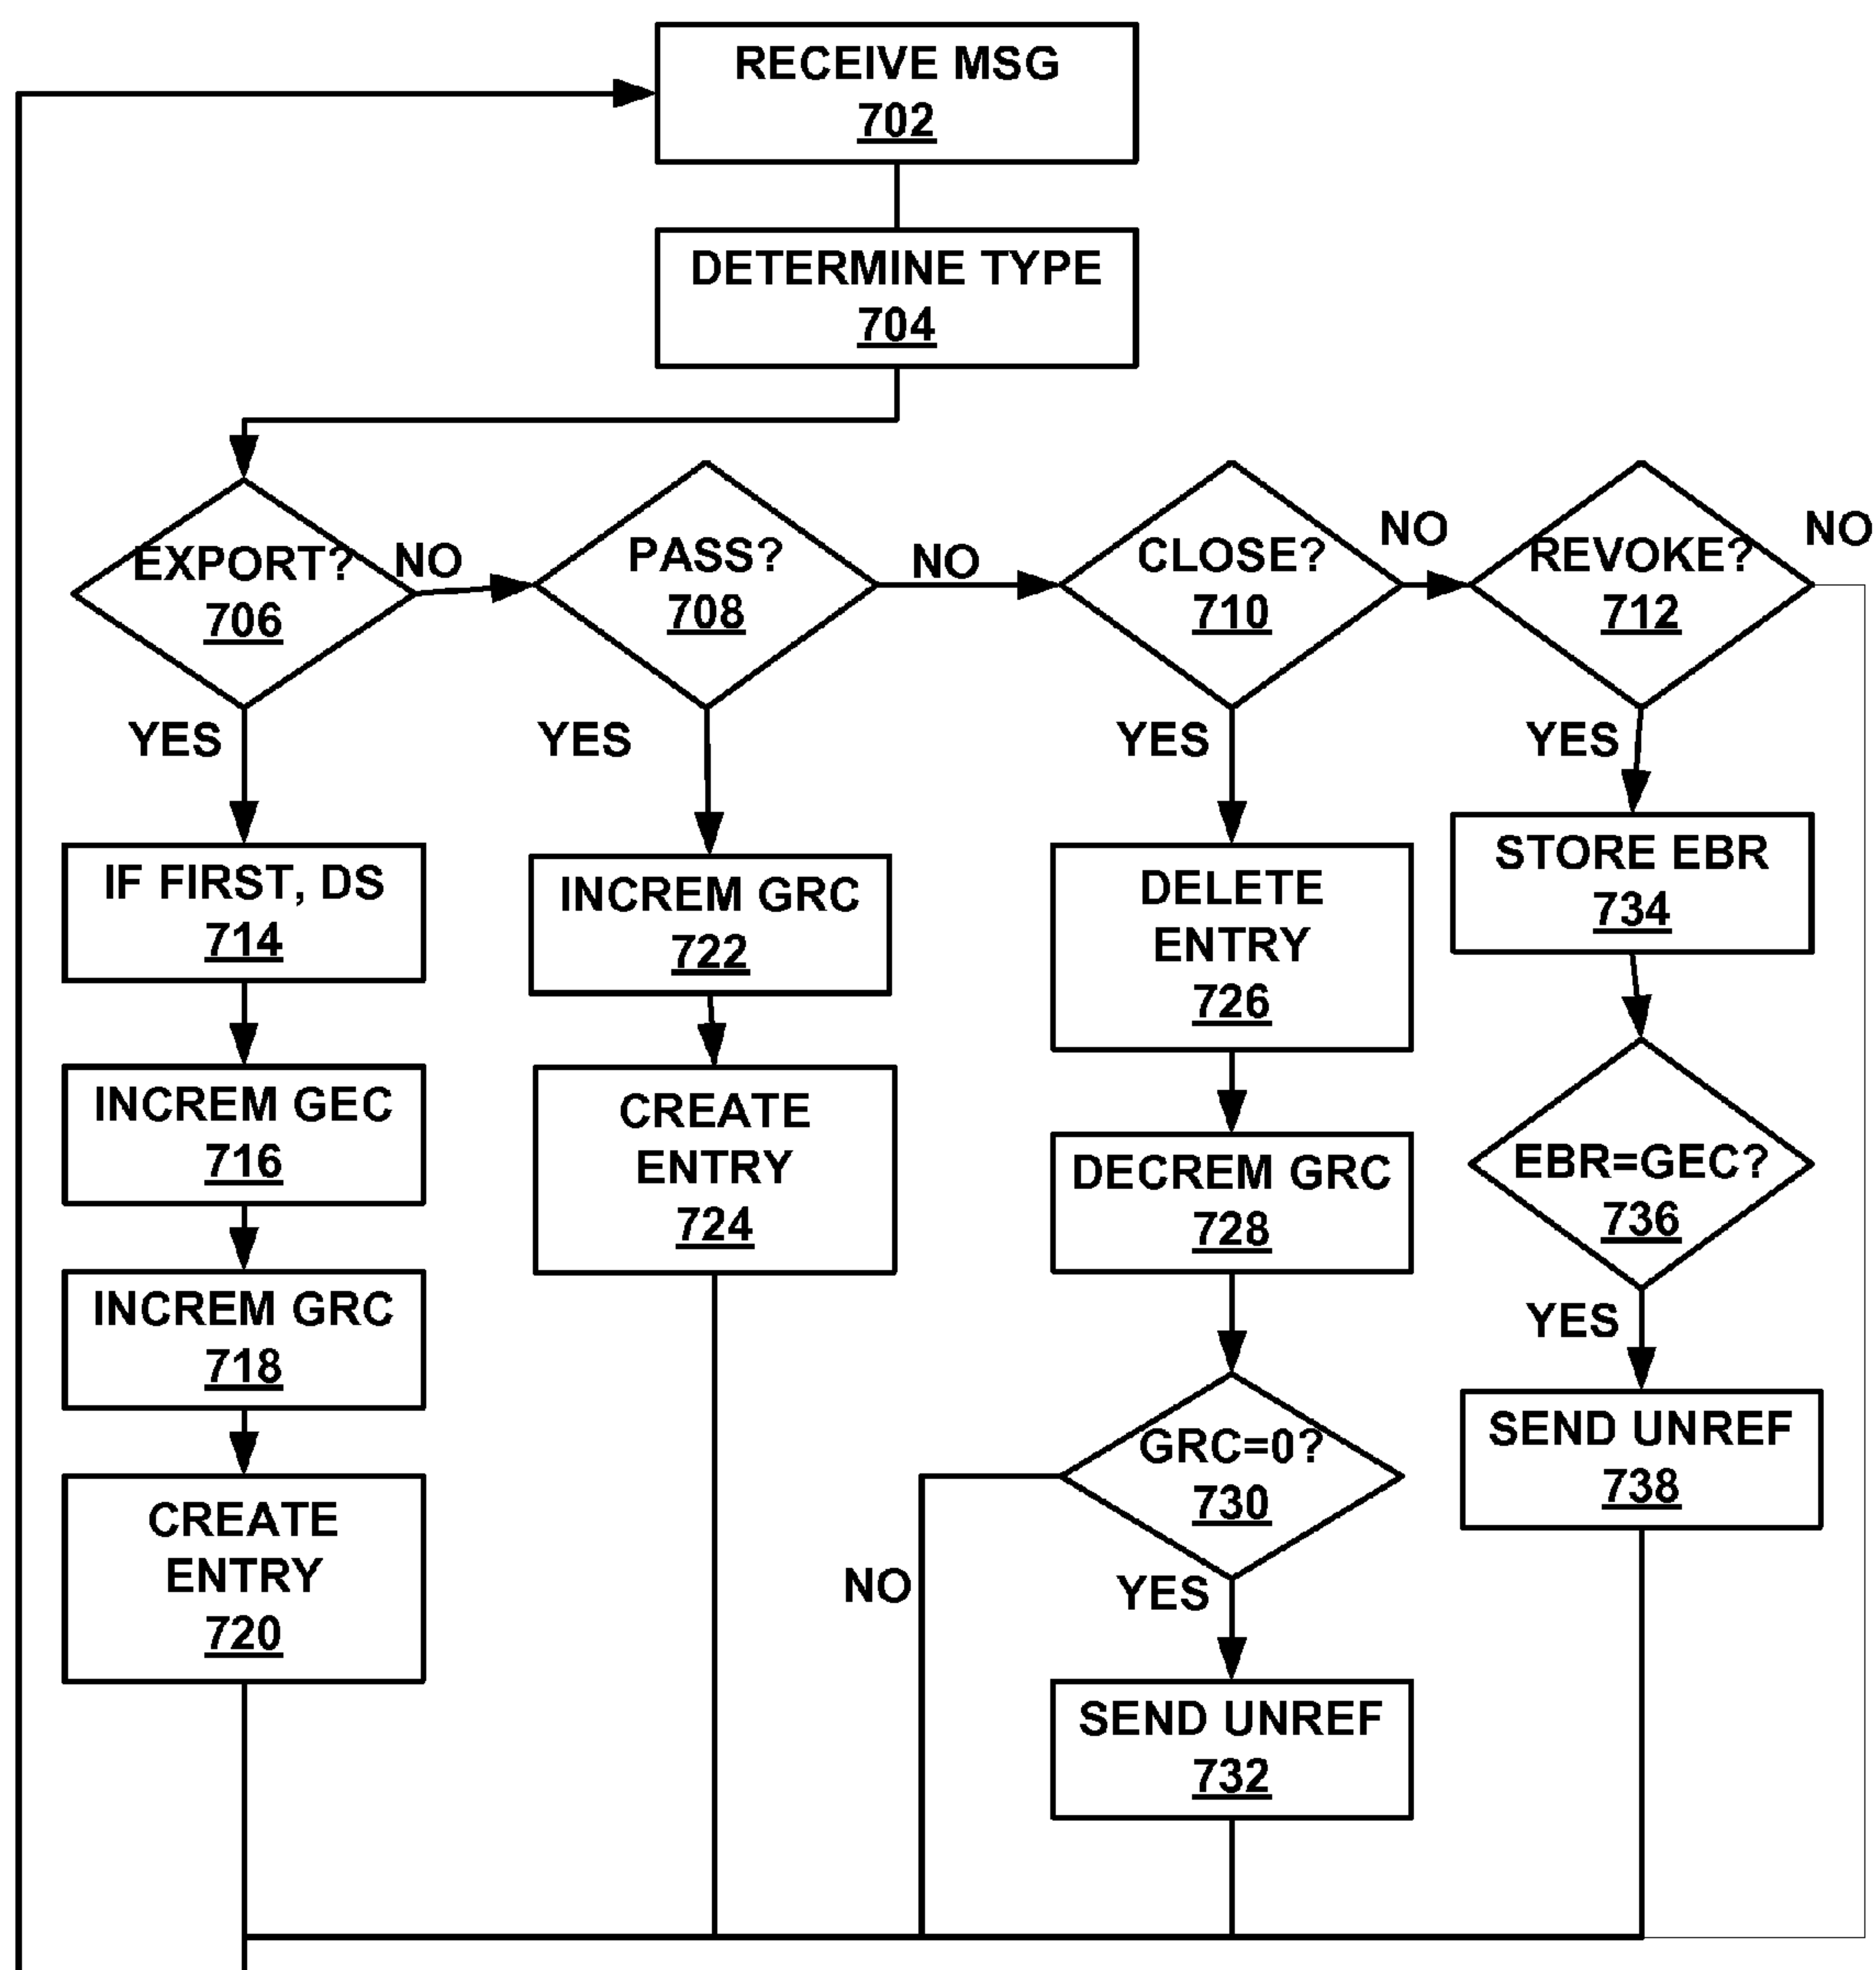 RECEIVE MSG
702
DETERMINE TYPE
704
EXPORT?
706
NO
PASS?
708
NO
CLOSE?
710
NO
REVOKE?
712
NO
YES
YES
YES
YES
IF FIRST, DS
714
INCREM GEC
716
INCREM GRC
718
CREATE
ENTRY
720
INCREM GRC
722
CREATE
ENTRY
724
DELETE
ENTRY
726
DECREM GRC
728
GRC=0?
730
NO
YES
SEND UNREF
732
STORE EBR
734
EBR=GEC?
736
YES
SEND UNREF
738